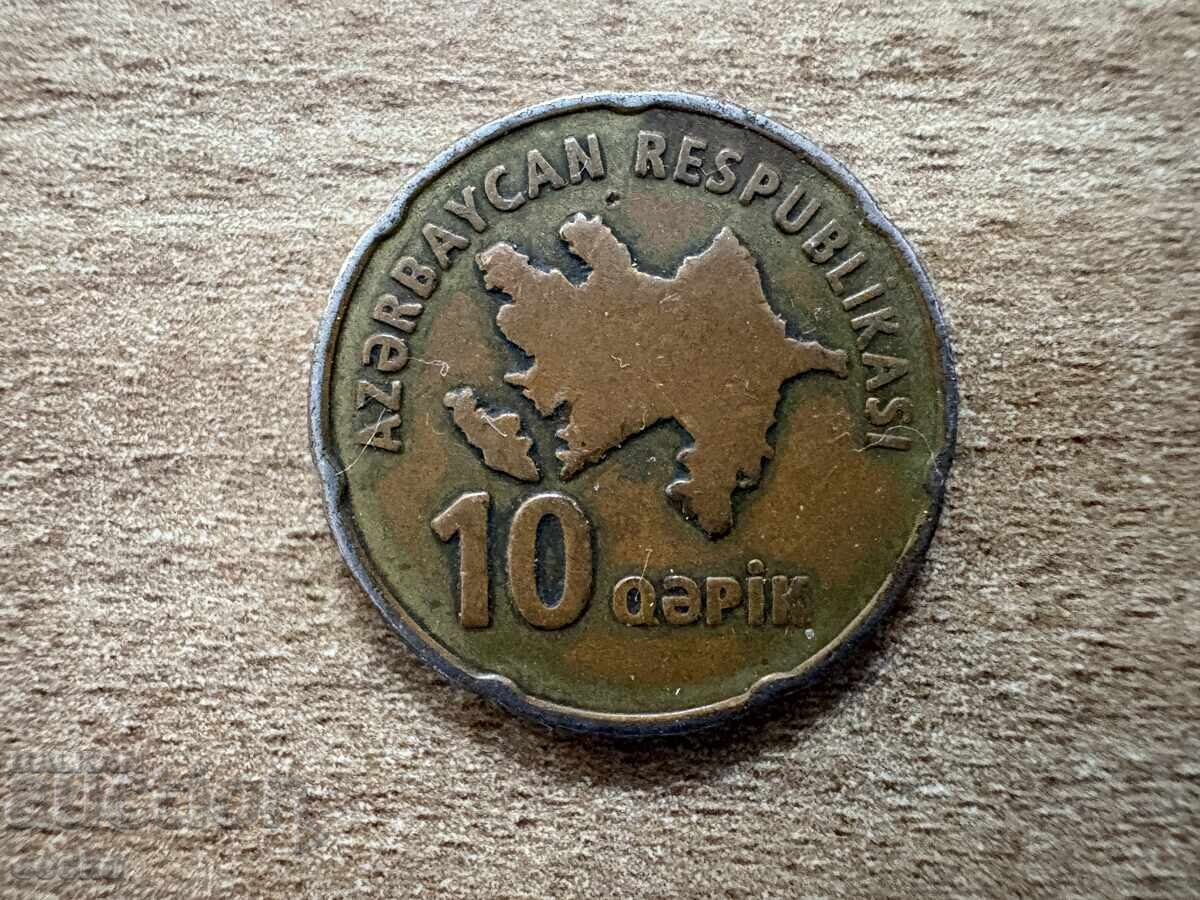 AZƏRBAYCAN RESPUBLİKASI
10 qəpik